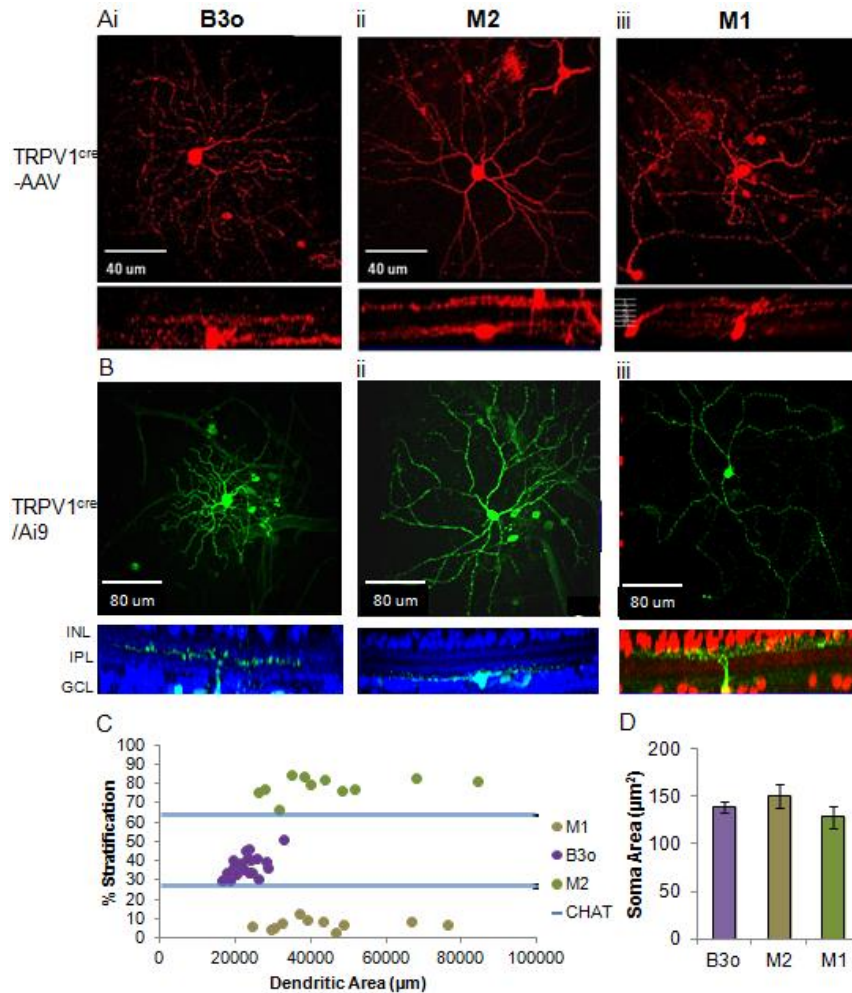 Ai B3o ii M2 iii M1
TRPV1cre
-AAV
40 um 40 um
B ii iii
TRPV1cre
/Ai9
80 um 80 um 80 um
INL
IPL
GCL
C D
100
90
80
70
60
50
40
30
20
10
0
% Stratification
0 20000 40000 60000 80000 100000
Dendritic Area (µm)
M1
B3o
M2
CHAT
200
150
100
50
0
Soma Area (µm²)
B3o M2 M1